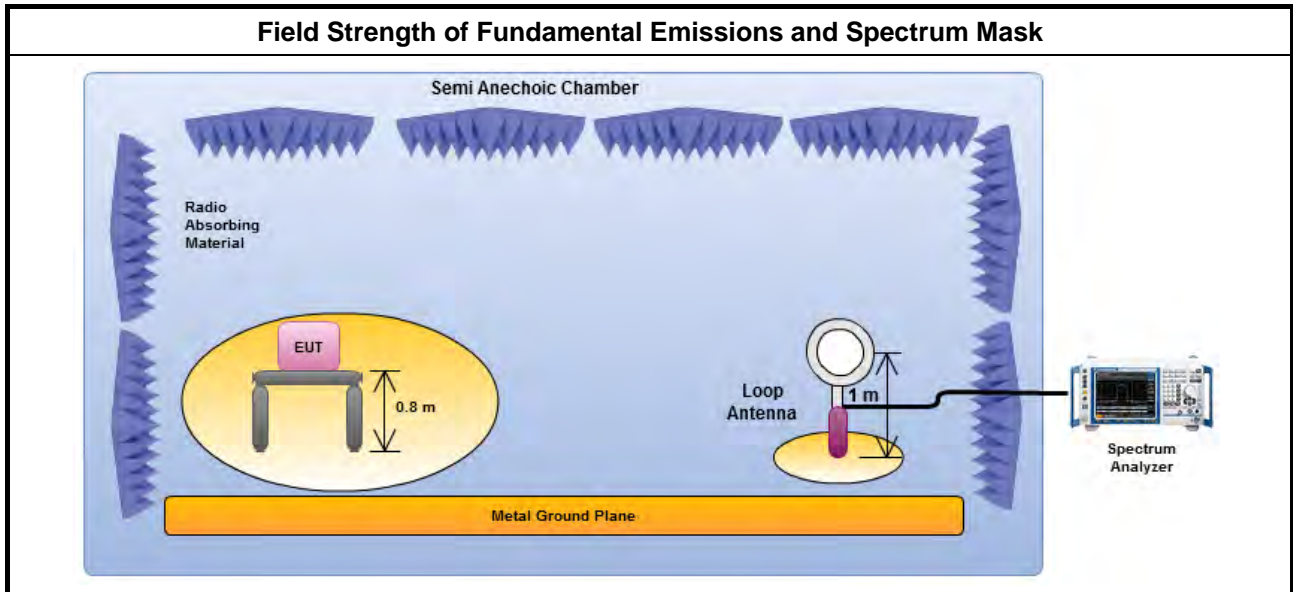 Field Strength of Fundamental Emissions and Spectrum Mask
Semi Anechoic Chamber
Radio
Absorbing
Material
EUT
0.8 m
Loop
Antenna
1 m
Spectrum
Analyzer
Metal Ground Plane